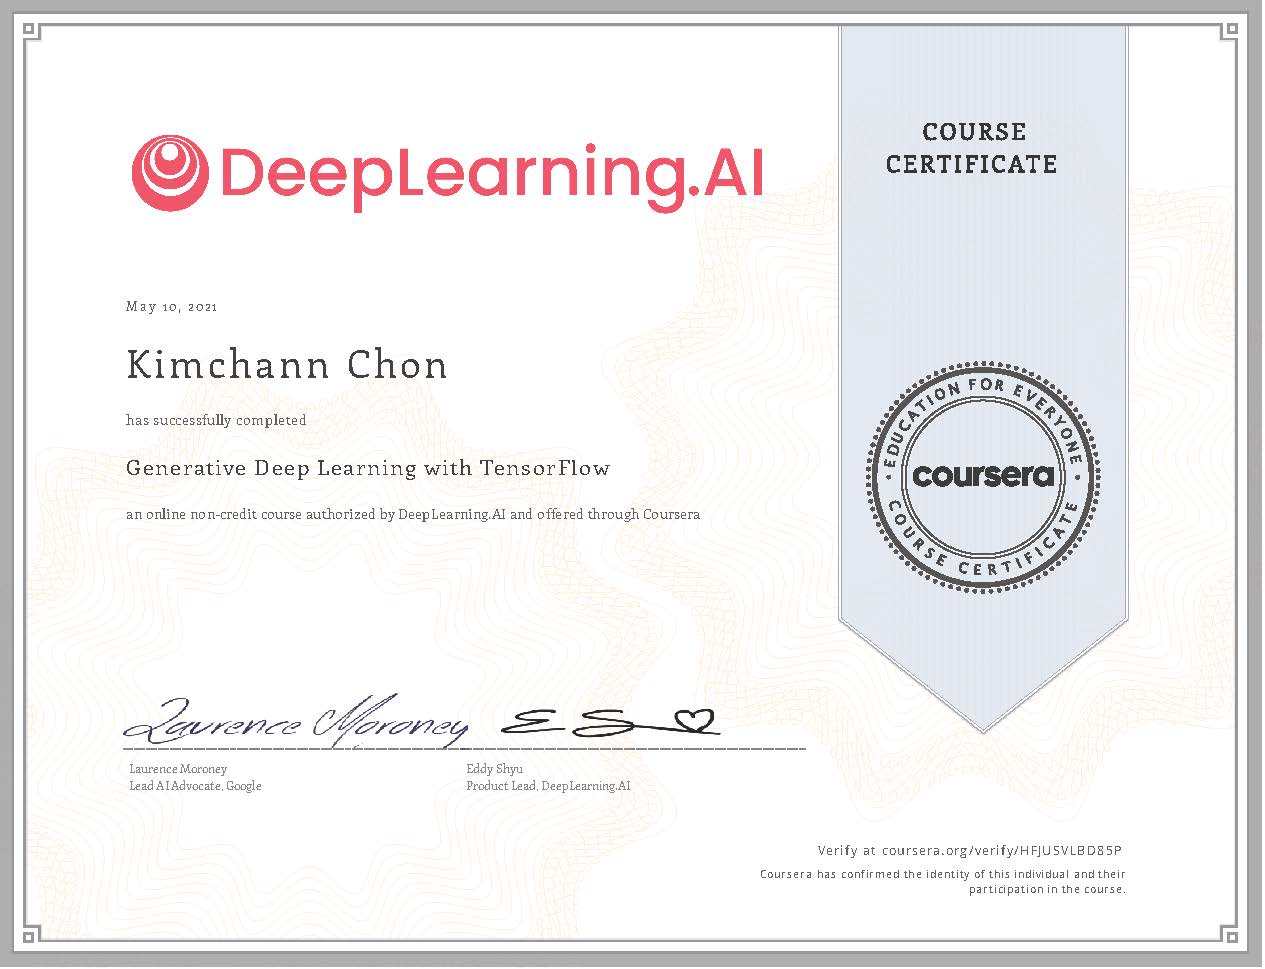 DeepLearning.AI
COURSE
CERTIFICATE
May 10, 2021
Kimchann Chon
has successfully completed
Generative Deep Learning with TensorFlow
an online non-credit course authorized by DeepLearning.AI and offered through Coursera
EDUCATION FOR EVERYONE
coursera
COURSE CERTIFICATE
Laurence Moroney
Laurence Moroney
Lead AI Advocate, Google
Eddy Shyu
Product Lead, DeepLearning.AI
Verify at coursera.org/verify/HFJUSVLBD85P
Coursera has confirmed the identity of this individual and their
participation in the course.